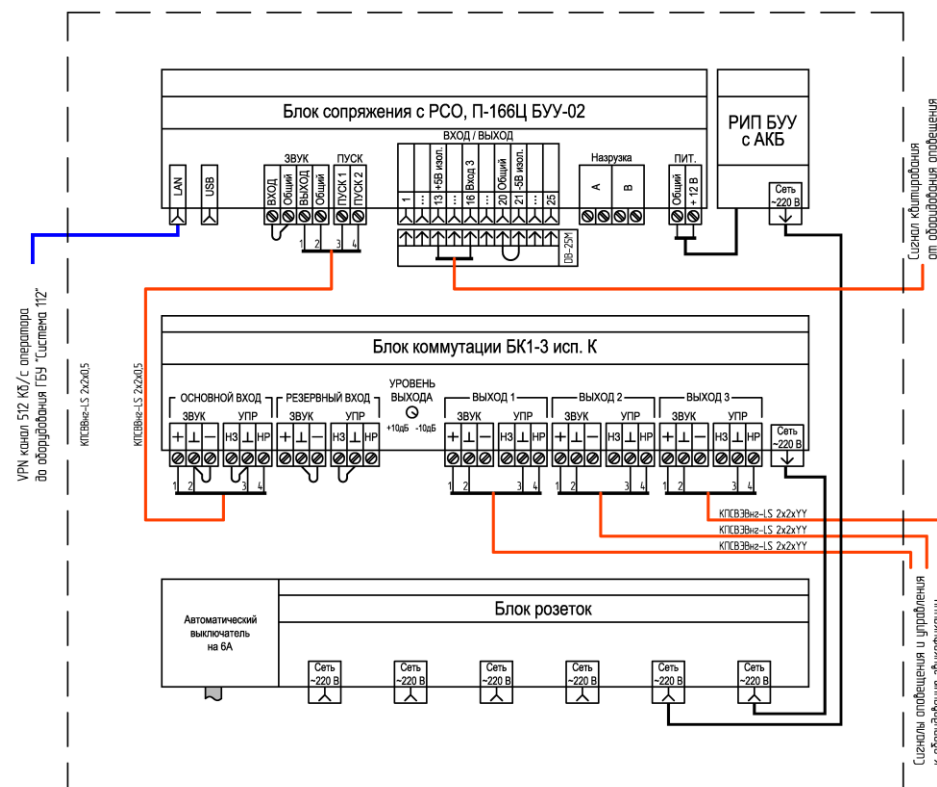 Блок сопряжения с РСО, П-166Ц БУУ-02
РИП БУУ
с АКБ
ВХОД / ВЫХОД
ЗВУК
ПУСК
Нагрузка
ПИТ.
LAN
USB
ВХОД
Общий
ВЫХОД
Общий
ПУСК 1
ПУСК 2
1
...
13 +5В изол.
...
16 Вход 3
...
20 Общий
21 -5В изол.
...
25
А
В
Общий
+ 12 В
Сеть
~220 В
1 2 3 4
DB-25M
Сигнал квитирования
от оборудования оповещения
VPN канал 512 Кб/с оператора
до оборудования ГБУ "Система 112"
КПСВВнг-LS 2x2x0,5
КПСВВнг-LS 2x2x0,5
Блок коммутации БК1-3 исп. К
ОСНОВНОЙ ВХОД
РЕЗЕРВНЫЙ ВХОД
УРОВЕНЬ
ВЫХОДА
+10дБ -10дБ
ВЫХОД 1
ВЫХОД 2
ВЫХОД 3
ЗВУК УПР
ЗВУК УПР
ЗВУК УПР
ЗВУК УПР
ЗВУК УПР
+ ⊥ − НЗ ⊥ НР
+ ⊥ − НЗ ⊥ НР
+ ⊥ − НЗ ⊥ НР
+ ⊥ − НЗ ⊥ НР
+ ⊥ − НЗ ⊥ НР
Сеть
~220 В
1 2 3 4
1 2 3 4
1 2 3 4
1 2 3 4
КПСВЭВнг-LS 2x2xYY
КПСВЭВнг-LS 2x2xYY
КПСВЭВнг-LS 2x2xYY
Сигналы оповещения и управления
Автоматический
выключатель
на 6А
Блок розеток
Сеть
~220 В
Сеть
~220 В
Сеть
~220 В
Сеть
~220 В
Сеть
~220 В
Сеть
~220 В